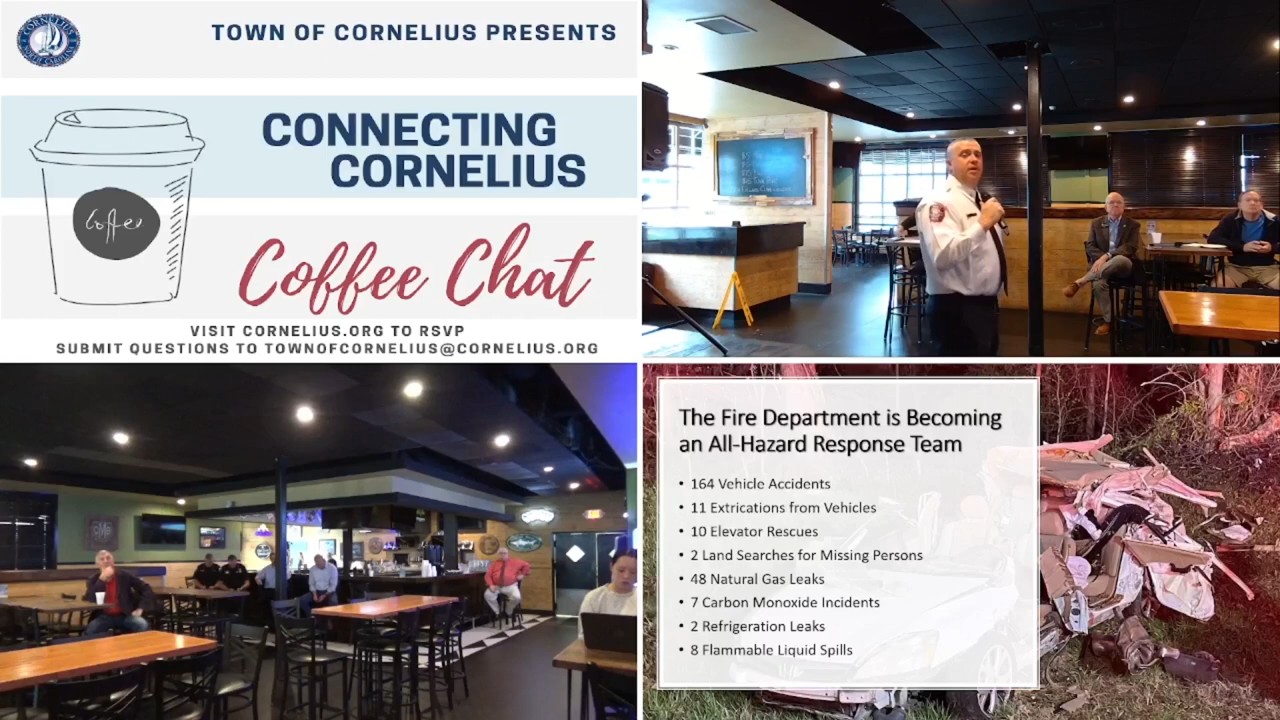 TOWN OF CORNELIUS PRESENTS
CORNELIUS
CONNECTING
CORNELIUS
Coffee
Coffee Chat
VISIT CORNELIUS.ORG TO RSVP
SUBMIT QUESTIONS TO TOWNOFCORNELIUS@CORNELIUS.ORG
The Fire Department is Becoming
an All-Hazard Response Team
• 164 Vehicle Accidents
• 11 Extrications from Vehicles
• 10 Elevator Rescues
• 2 Land Searches for Missing Persons
• 48 Natural Gas Leaks
• 7 Carbon Monoxide Incidents
• 2 Refrigeration Leaks
• 8 Flammable Liquid Spills